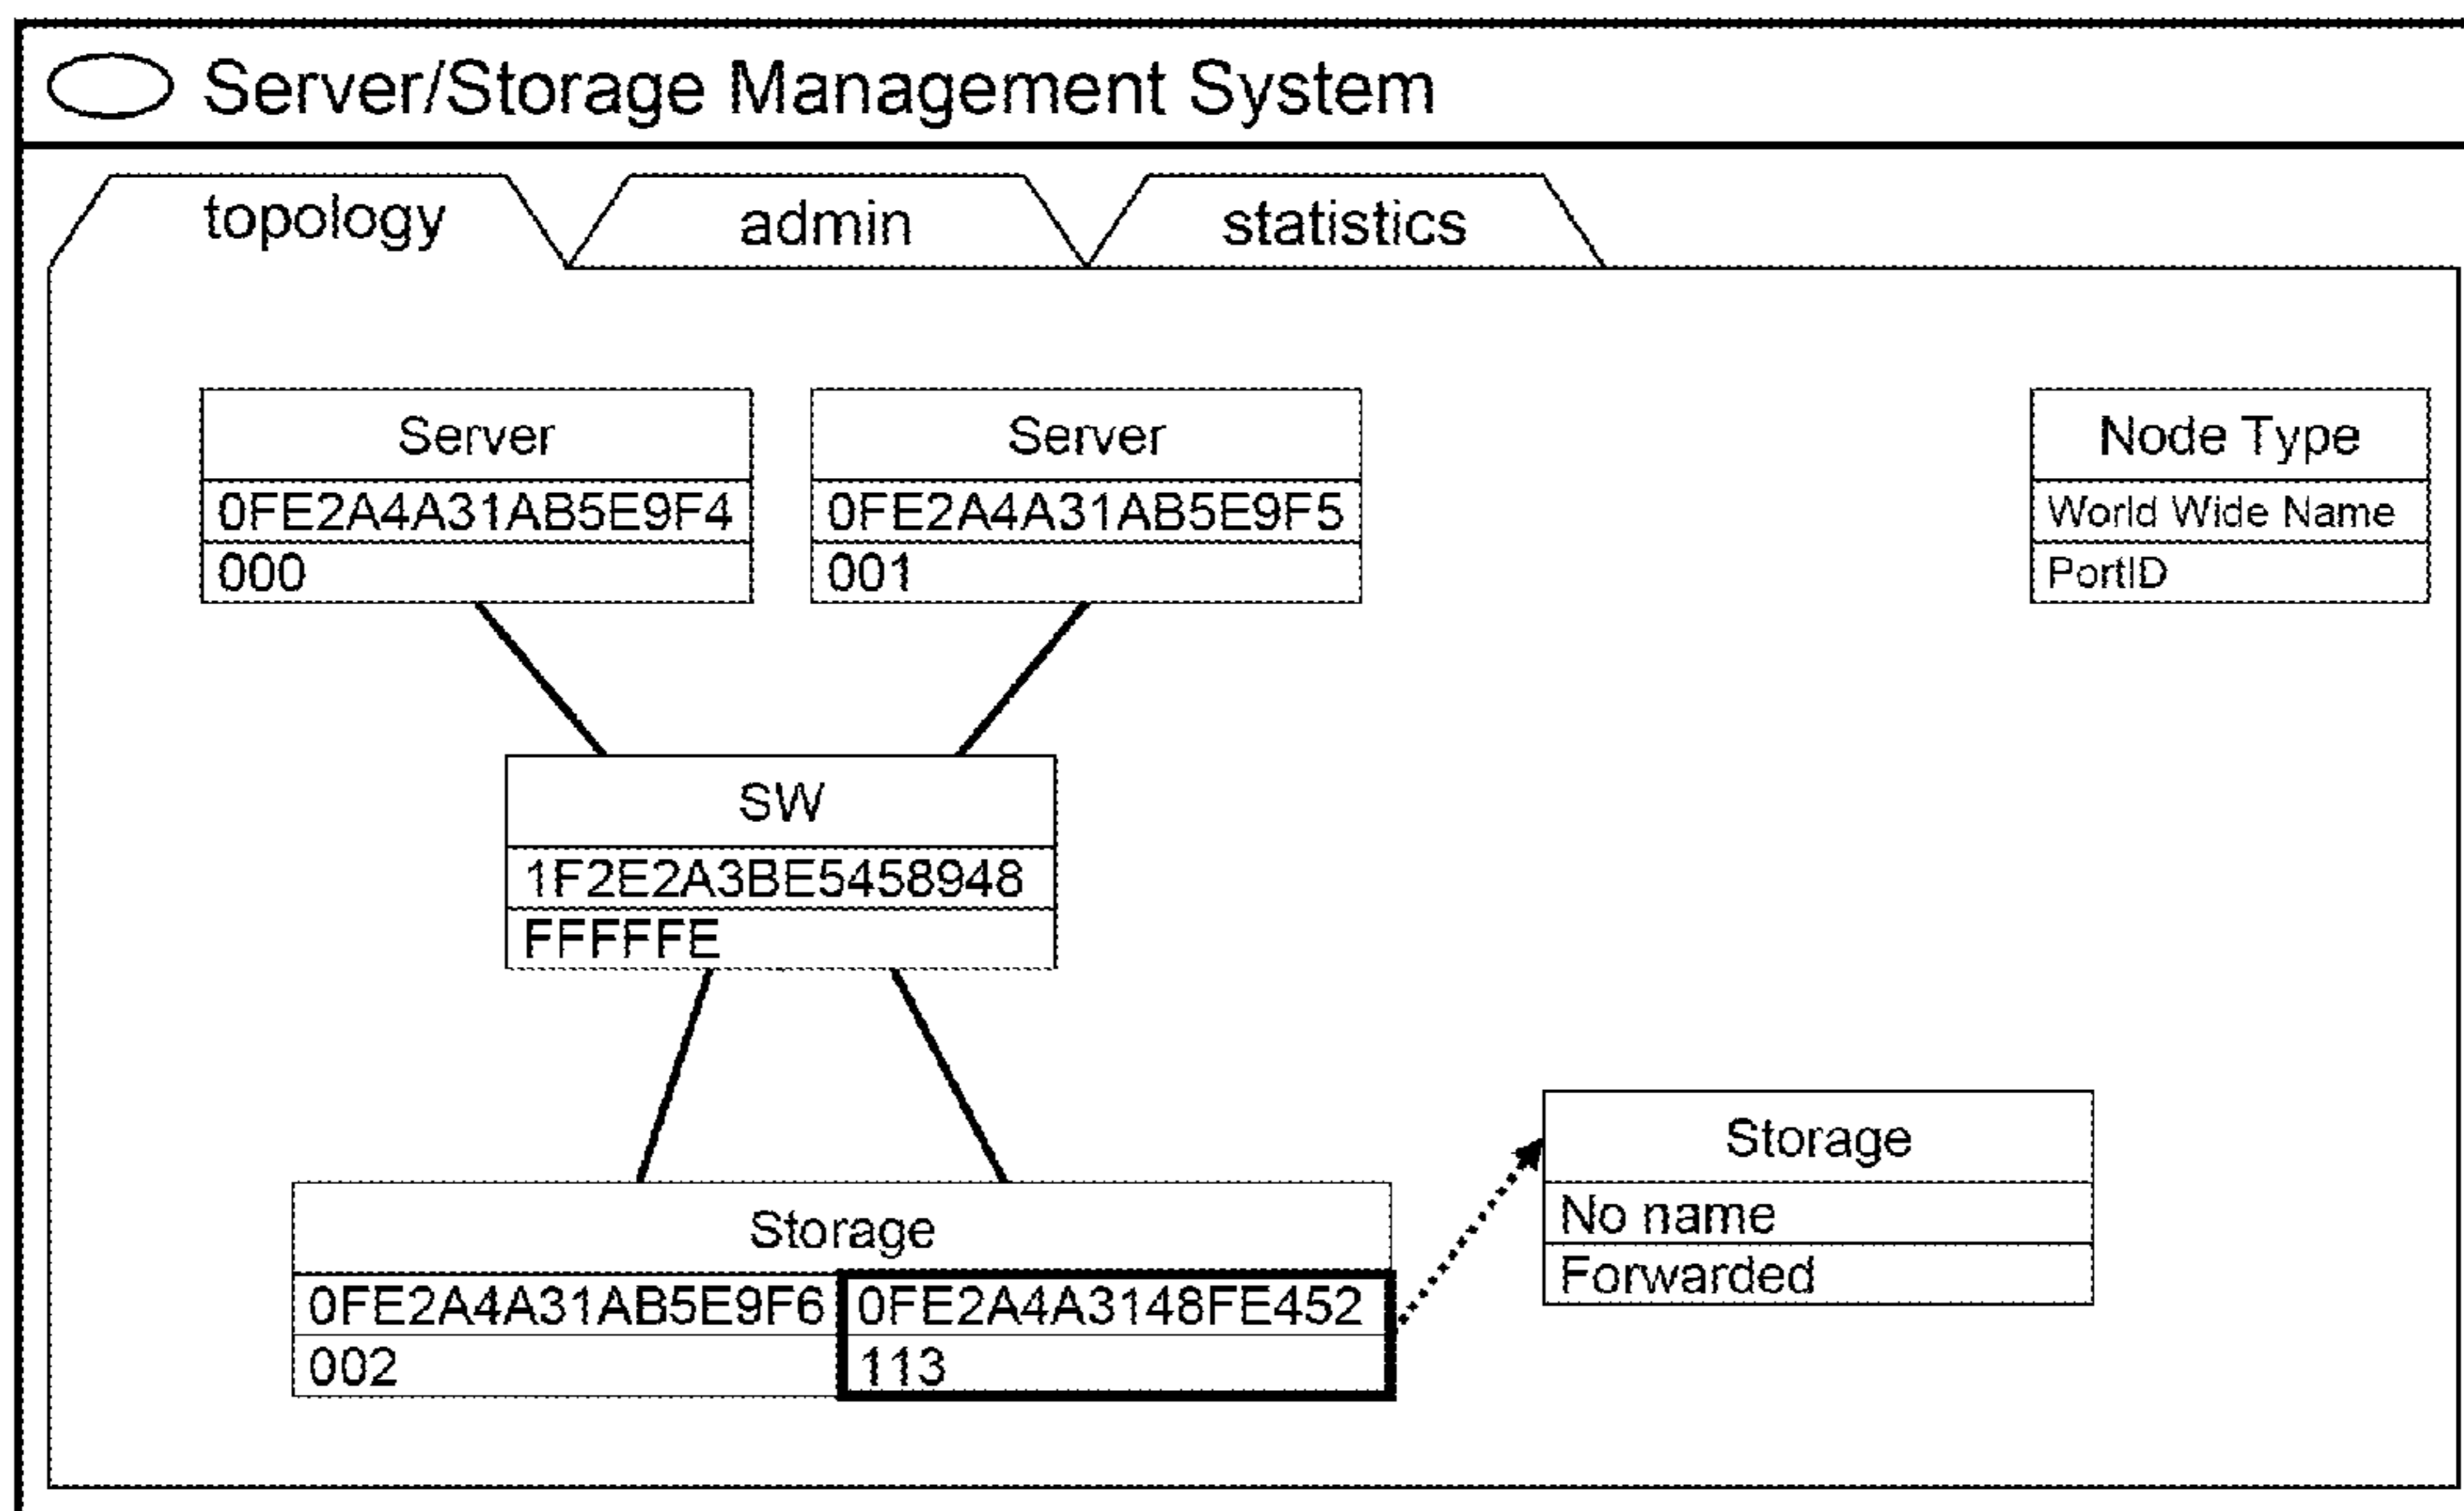 Server/Storage Management System
topology admin statistics
Server
0FE2A4A31AB5E9F4
000
Server
0FE2A4A31AB5E9F5
001
Node Type
World Wide Name
PortID
SW
1F2E2A3BE5458948
FFFFFE
Storage
No name
Forwarded
Storage
0FE2A4A31AB5E9F6 0FE2A4A3148FE452
002 113